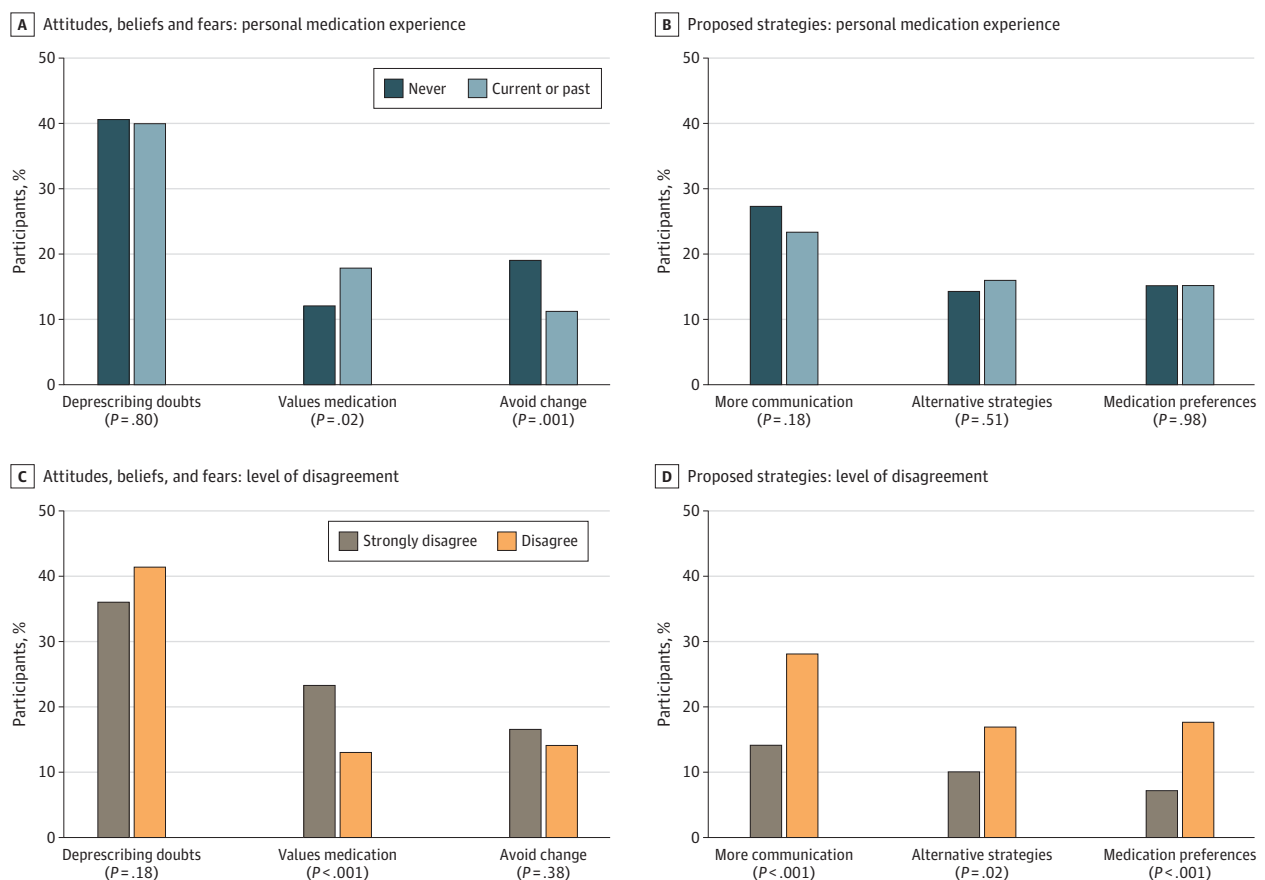 A Attitudes, beliefs and fears: personal medication experience
50
40
30
20
10
0
Participants, %
Never
Current or past
Deprescribing doubts
(P = .80)
Values medication
(P = .02)
Avoid change
(P = .001)
B Proposed strategies: personal medication experience
50
40
30
20
10
0
Participants, %
More communication
(P = .18)
Alternative strategies
(P = .51)
Medication preferences
(P = .98)
C Attitudes, beliefs, and fears: level of disagreement
50
40
30
20
10
0
Participants, %
Strongly disagree
Disagree
Deprescribing doubts
(P = .18)
Values medication
(P < .001)
Avoid change
(P = .38)
D Proposed strategies: level of disagreement
50
40
30
20
10
0
Participants, %
More communication
(P < .001)
Alternative strategies
(P = .02)
Medication preferences
(P < .001)